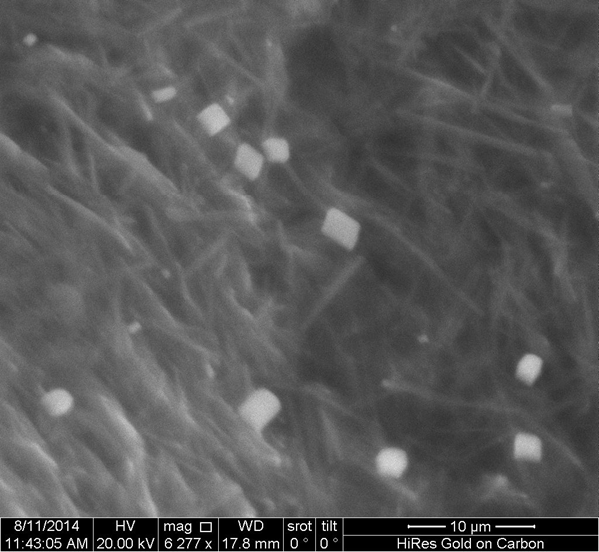 8/11/2014 HV mag WD srot tilt 10 µm
11:43:05 AM 20.00 kV 6 277 x 17.8 mm 0 ° 0 ° HiRes Gold on Carbon